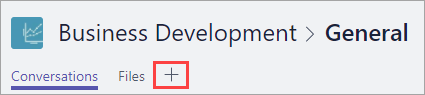 Business Development > General
Conversations Files +